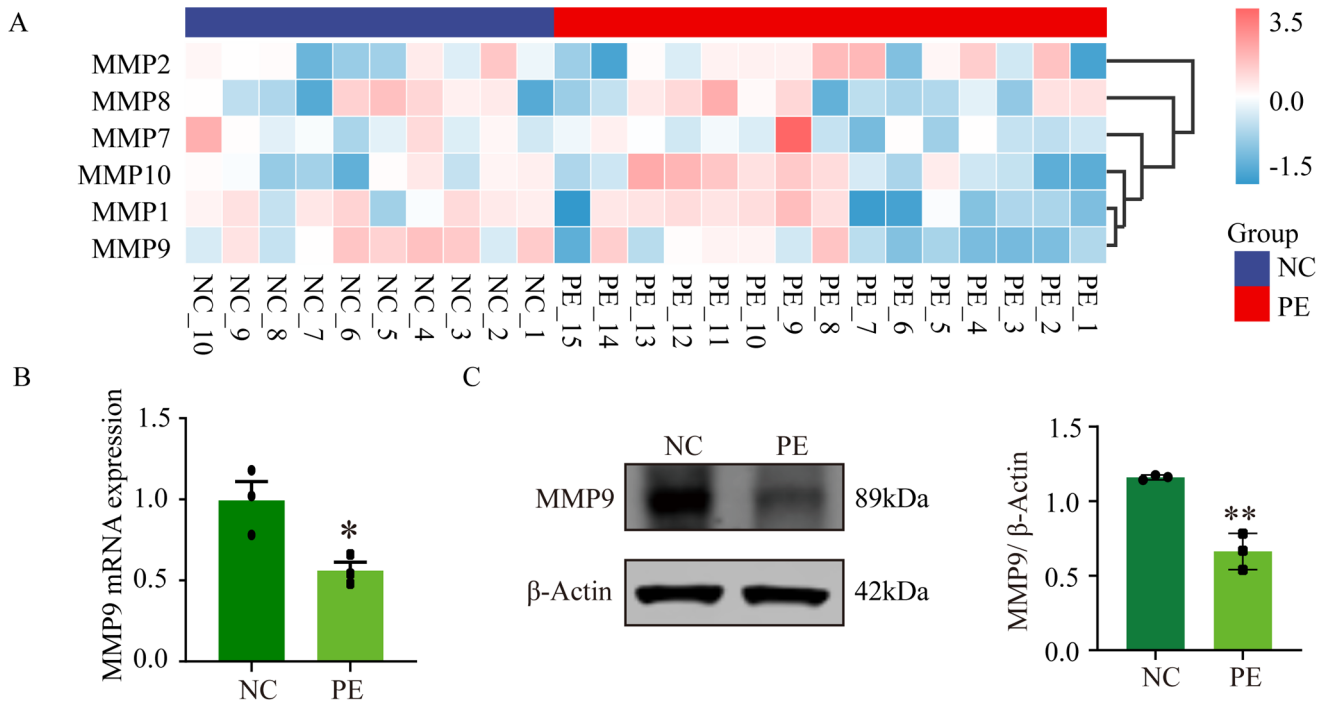 A
MMP2
MMP8
MMP7
MMP10
MMP1
MMP9
3.5
0.0
-1.5
Group
NC
PE
NC_10
NC_9
NC_8
NC_7
NC_6
NC_5
NC_4
NC_3
NC_2
NC_1
PE_15
PE_14
PE_13
PE_12
PE_11
PE_10
PE_9
PE_8
PE_7
PE_6
PE_5
PE_4
PE_3
PE_2
PE_1
B
MMP9 mRNA expression
1.5
1.0
0.5
0.0
*
NC PE
C
NC PE
MMP9 89kDa
β-Actin 42kDa
MMP9/ β-Actin
1.5
1.0
0.5
0.0
**
NC PE